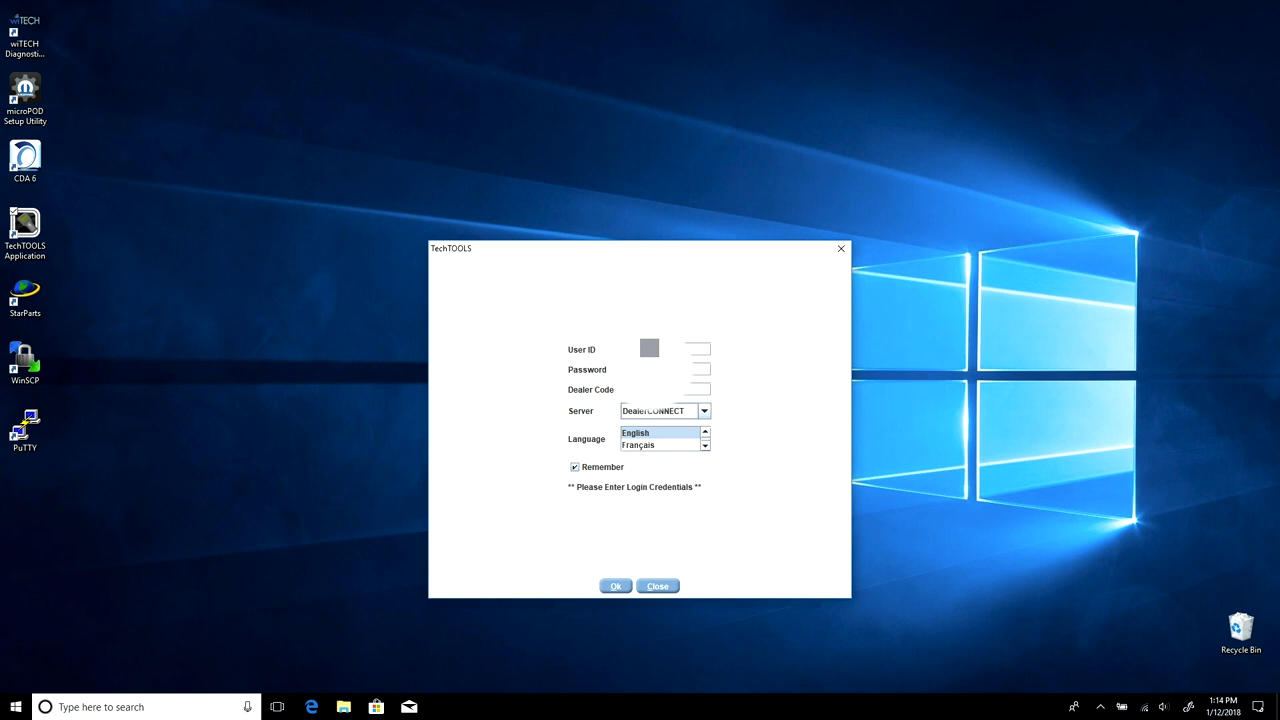 wiTECH
wiTECH
Diagnosti...
microPOD
Setup Utility
CDA 6
TechTOOLS
Application
StarParts
WinSCP
PuTTY
TechTOOLS
User ID
Password
Dealer Code
Server
DealerCONNECT
Language
English
Français
Remember
** Please Enter Login Credentials **
Ok
Close
Recycle Bin
Type here to search
1:14 PM
1/12/2018